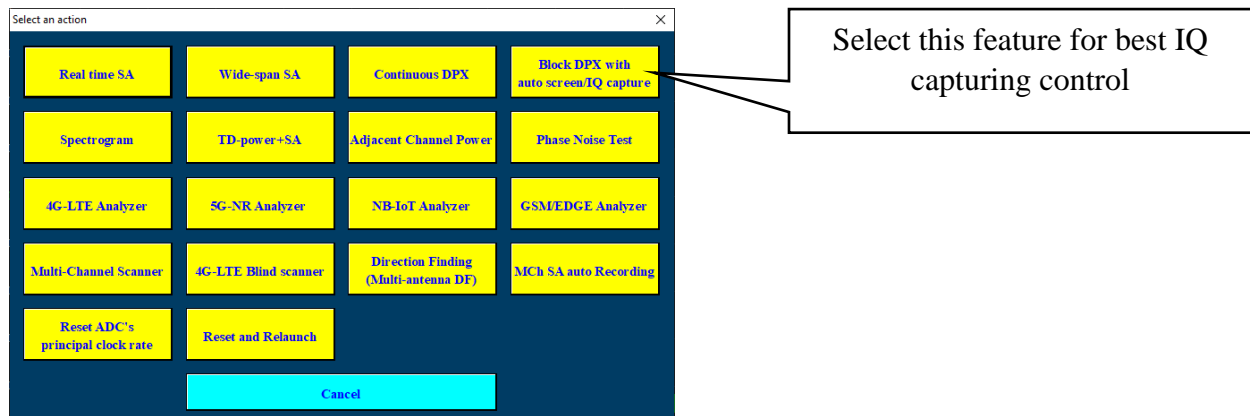 Select an action
Select this feature for best IQ
capturing control
Real time SA
Wide-span SA
Continuous DPX
Block DPX with
auto screen/IQ capture
Spectrogram
TD-power+SA
Adjacent Channel Power
Phase Noise Test
4G-LTE Analyzer
5G-NR Analyzer
NB-IoT Analyzer
GSM/EDGE Analyzer
Multi-Channel Scanner
4G-LTE Blind scanner
Direction Finding
(Multi-antenna DF)
MCh SA auto Recording
Reset ADC's
principal clock rate
Reset and Relaunch
Cancel